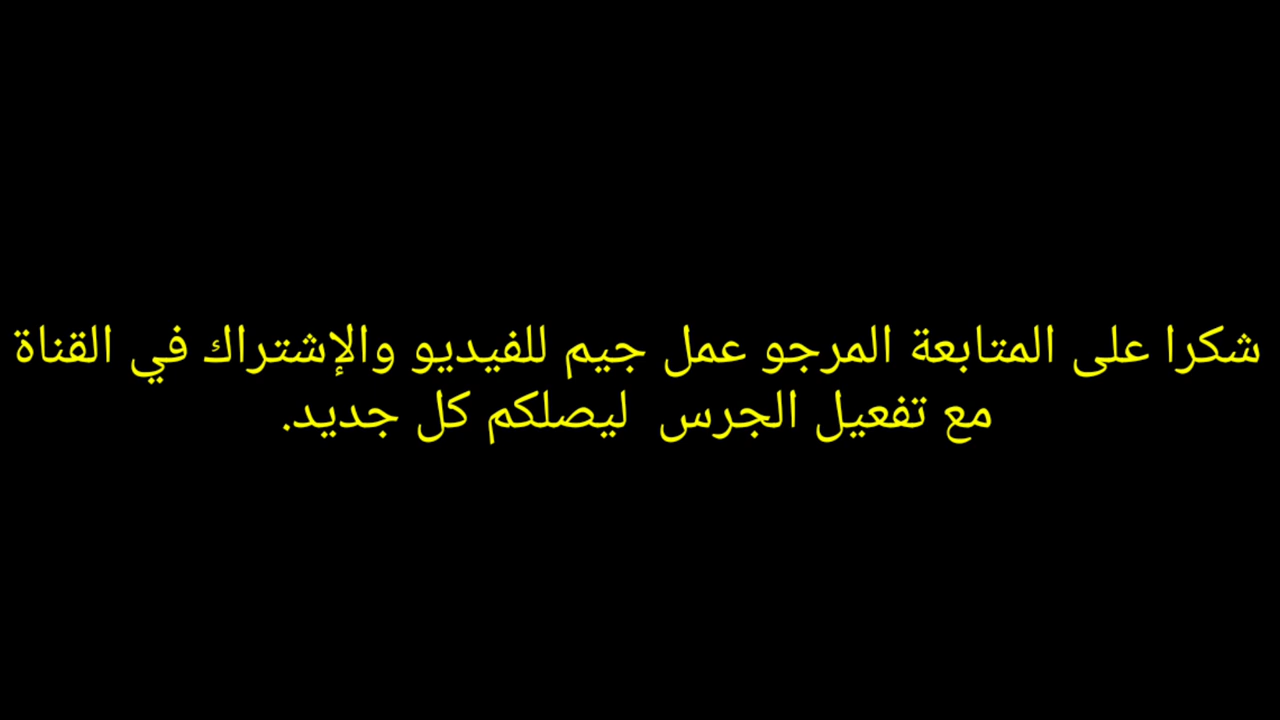 شكرا على المتابعة المرجو عمل جيم للفيديو والإشتراك في القناة
مع تفعيل الجرس  ليصلكم كل جديد.